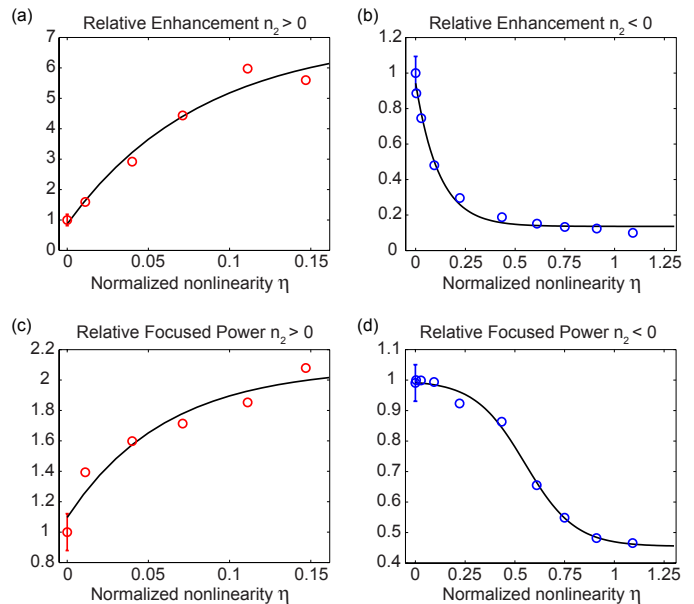 (a) Relative Enhancement n₂ > 0
7
6
5
4
3
2
1
0
0 0.05 0.1 0.15
Normalized nonlinearity η
(b) Relative Enhancement n₂ < 0
1.2
1
0.8
0.6
0.4
0.2
0
0 0.25 0.5 0.75 1 1.25
Normalized nonlinearity η
(c) Relative Focused Power n₂ > 0
2.2
2
1.8
1.6
1.4
1.2
1
0.8
0 0.05 0.1 0.15
Normalized nonlinearity η
(d) Relative Focused Power n₂ < 0
1.1
1
0.9
0.8
0.7
0.6
0.5
0.4
0 0.25 0.5 0.75 1 1.25
Normalized nonlinearity η